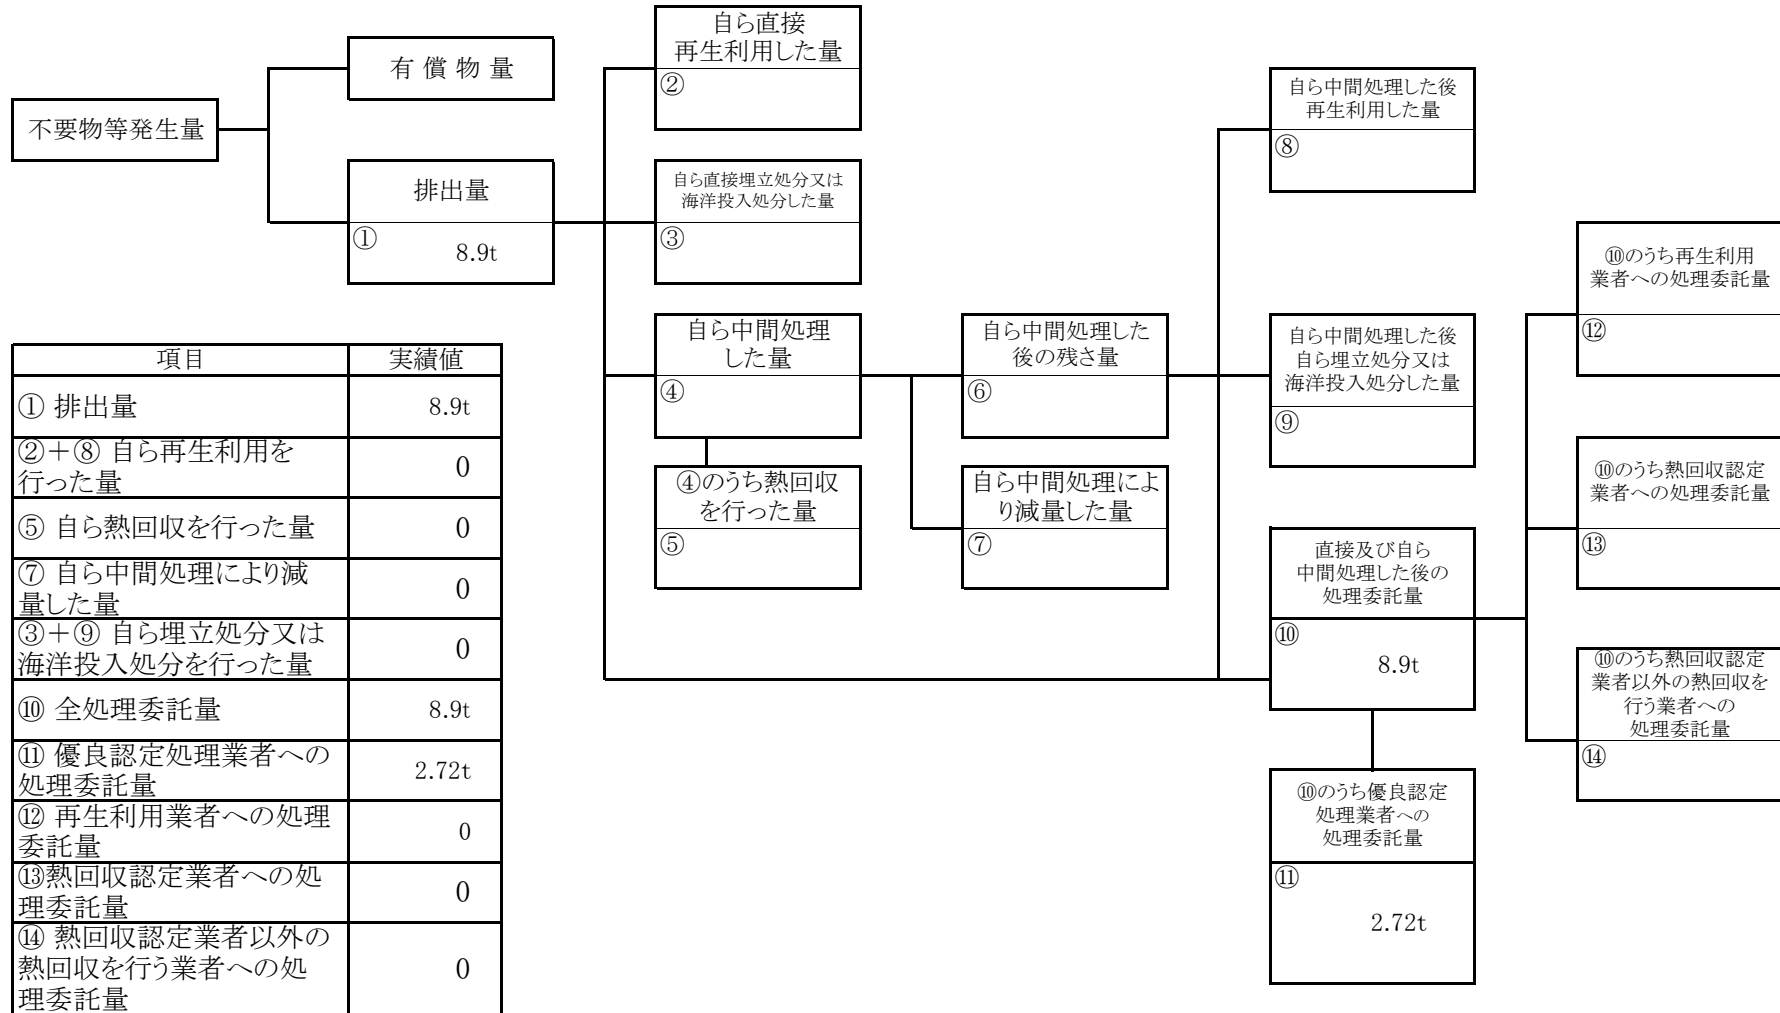 不要物等発生量
有 償 物 量
排出量
①
8.9t
自ら直接
再生利用した量
②
自ら直接埋立処分又は
海洋投入処分した量
③
自ら中間処理
した量
④
④のうち熱回収
を行った量
⑤
自ら中間処理した
後の残さ量
⑥
自ら中間処理によ
り減量した量
⑦
自ら中間処理した後
再生利用した量
⑧
自ら中間処理した後
自ら埋立処分又は
海洋投入処分した量
⑨
直接及び自ら
中間処理した後の
処理委託量
⑩
8.9t
⑩のうち優良認定
処理業者への
処理委託量
⑪
2.72t
⑩のうち再生利用
業者への処理委託量
⑫
⑩のうち熱回収認定
業者への処理委託量
⑬
⑩のうち熱回収認定
業者以外の熱回収を
行う業者への
処理委託量
⑭
項目 実績値
① 排出量 8.9t
②＋⑧ 自ら再生利用を
行った量 0
⑤ 自ら熱回収を行った量 0
⑦ 自ら中間処理により減
量した量 0
③＋⑨ 自ら埋立処分又は
海洋投入処分を行った量 0
⑩ 全処理委託量 8.9t
⑪ 優良認定処理業者への
処理委託量 2.72t
⑫ 再生利用業者への処理
委託量 0
⑬熱回収認定業者への処
理委託量 0
⑭ 熱回収認定業者以外の
熱回収を行う業者への処 0
理委託量